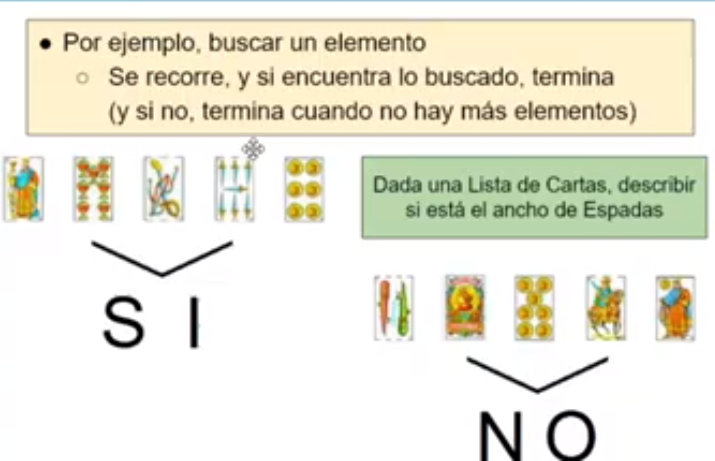 ● Por ejemplo, buscar un elemento
○ Se recorre, y si encuentra lo buscado, termina
(y si no, termina cuando no hay más elementos)
Dada una Lista de Cartas, describir
si está el ancho de Espadas
S I
N O